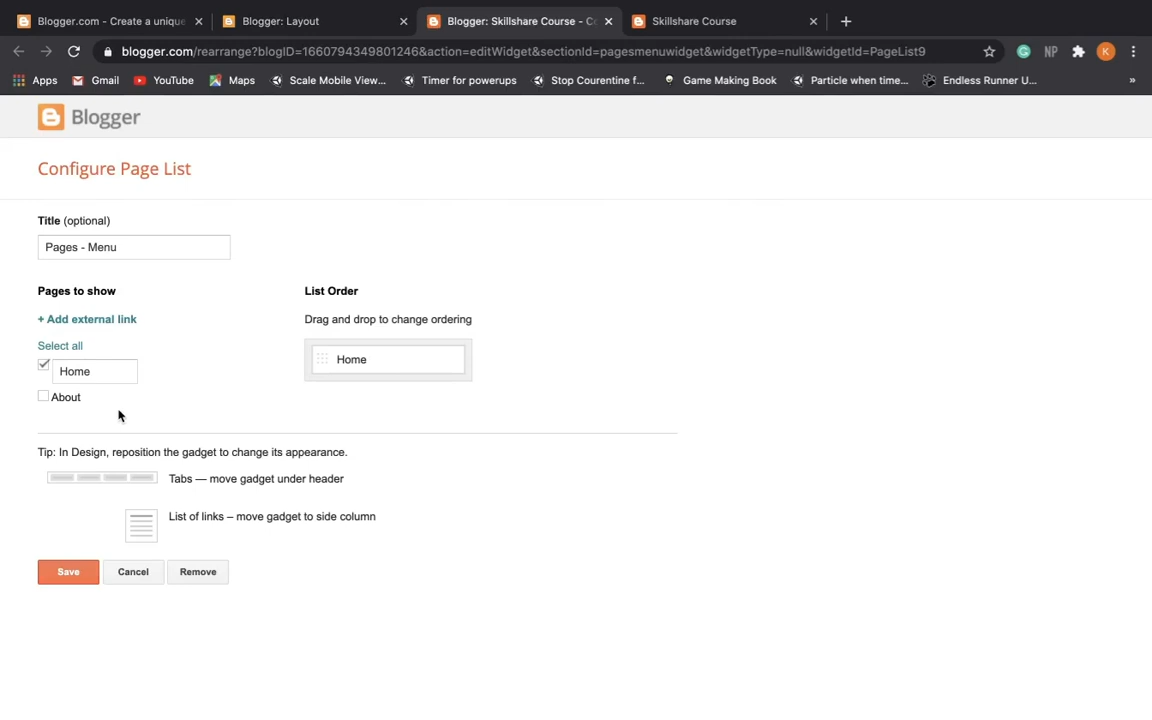 Blogger.com - Create a unique
Blogger: Layout
Blogger: Skillshare Course - Co
Skillshare Course
blogger.com/rearrange?blogID=1660794349801246&action=editWidget&sectionId=pagesmenuwidget&widgetType=null&widgetId=PageList9
NP
K
Apps
Gmail
YouTube
Maps
Scale Mobile View...
Timer for powerups
Stop Courentine f...
Game Making Book
Particle when time...
Endless Runner U...
»
Blogger
Configure Page List
Title (optional)
Pages - Menu
Pages to show
List Order
+ Add external link
Drag and drop to change ordering
Select all
Home
Home
About
Tip: In Design, reposition the gadget to change its appearance.
Tabs — move gadget under header
List of links – move gadget to side column
Save
Cancel
Remove